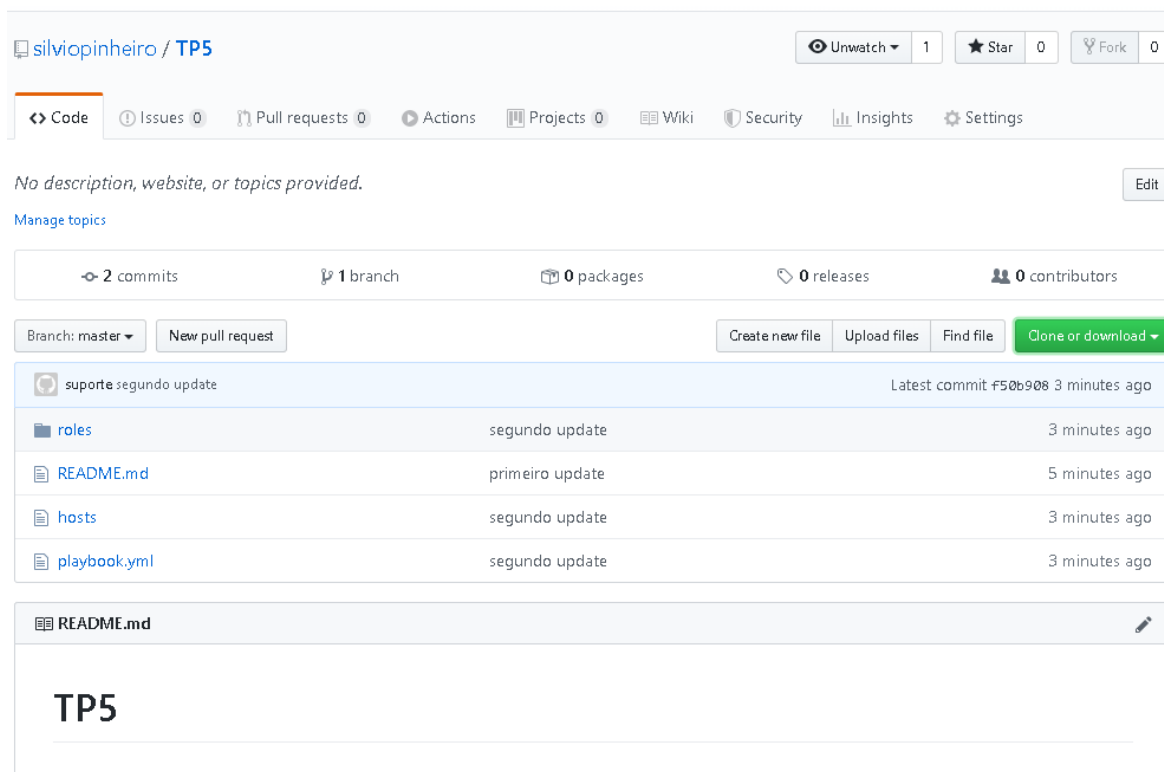 silviopinheiro / TP5
Unwatch 1 Star 0 Fork 0
Code Issues 0 Pull requests 0 Actions Projects 0 Wiki Security Insights Settings
No description, website, or topics provided. Edit
Manage topics
2 commits 1 branch 0 packages 0 releases 0 contributors
Branch: master New pull request Create new file Upload files Find file Clone or download
suporte segundo update Latest commit f50b908 3 minutes ago
roles segundo update 3 minutes ago
README.md primeiro update 5 minutes ago
hosts segundo update 3 minutes ago
playbook.yml segundo update 3 minutes ago
README.md
TP5